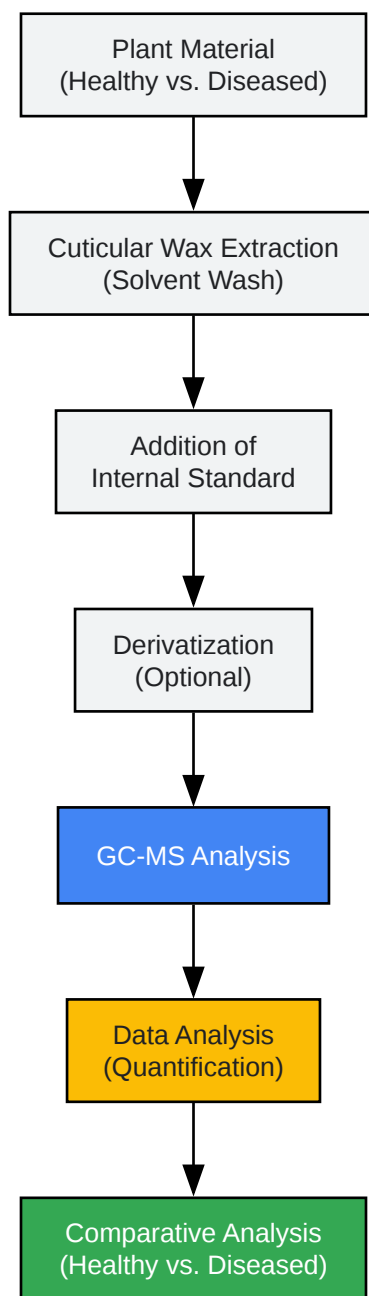 Plant Material
(Healthy vs. Diseased)
Cuticular Wax Extraction
(Solvent Wash)
Addition of
Internal Standard
Derivatization
(Optional)
GC-MS Analysis
Data Analysis
(Quantification)
Comparative Analysis
(Healthy vs. Diseased)